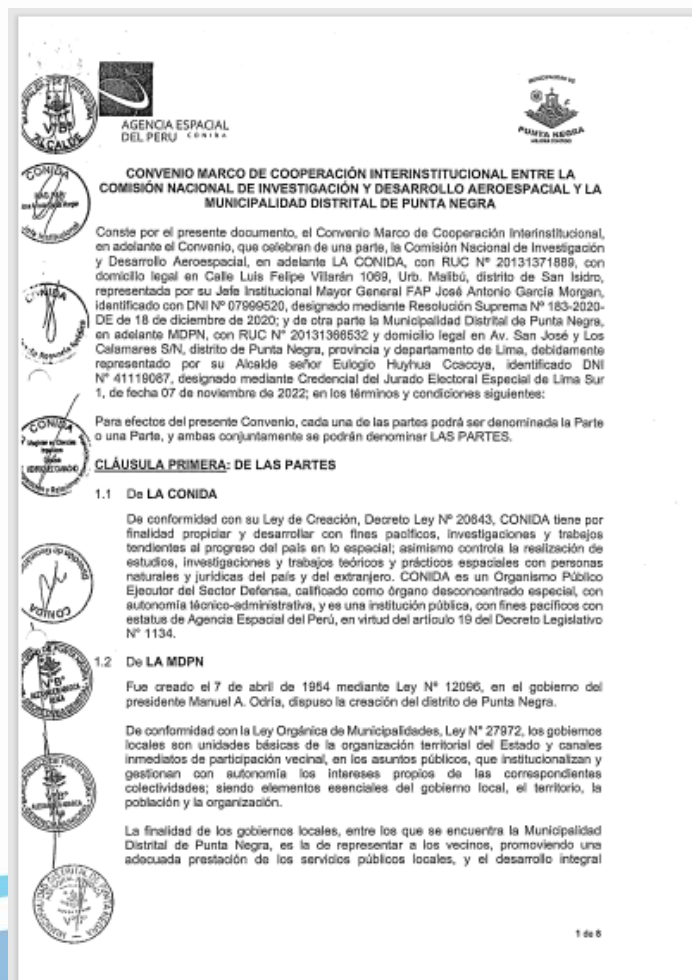 AGENCIA ESPACIAL
DEL PERU CONIDA
MUNICIPALIDAD DE
PUNTA NEGRA
CONVENIO MARCO DE COOPERACIÓN INTERINSTITUCIONAL ENTRE LA
COMISIÓN NACIONAL DE INVESTIGACIÓN Y DESARROLLO AEROESPACIAL Y LA
MUNICIPALIDAD DISTRITAL DE PUNTA NEGRA
Conste por el presente documento, el Convenio Marco de Cooperación Interinstitucional,
en adelante el Convenio, que celebran de una parte, la Comisión Nacional de Investigación
y Desarrollo Aeroespacial, en adelante LA CONIDA, con RUC Nº 20131371889, con
domicilio legal en Calle Luis Felipe Villarán 1069, Urb. Malibú, distrito de San Isidro,
representada por su Jefe Institucional Mayor General FAP José Antonio García Morgan,
identificado con DNI Nº 07999520, designado mediante Resolución Suprema Nº 183-2020-
DE de 18 de diciembre de 2020; y de otra parte la Municipalidad Distrital de Punta Negra,
en adelante MDPN, con RUC Nº 20131366532 y domicilio legal en Av. San José y Los
Calamares S/N, distrito de Punta Negra, provincia y departamento de Lima, debidamente
representado por su Alcalde señor Eulogio Huyhua Ccaccya, identificado DNI
Nº 41119087, designado mediante Credencial del Jurado Electoral Especial de Lima Sur
1, de fecha 07 de noviembre de 2022; en los términos y condiciones siguientes:
Para efectos del presente Convenio, cada una de las partes podrá ser denominada la Parte
o una Parte, y ambas conjuntamente se podrán denominar LAS PARTES.
CLÁUSULA PRIMERA: DE LAS PARTES
1.1 De LA CONIDA
De conformidad con su Ley de Creación, Decreto Ley Nº 20643, CONIDA tiene por
finalidad propiciar y desarrollar con fines pacíficos, investigaciones y trabajos
tendientes al progreso del país en lo espacial; asimismo controla la realización de
estudios, investigaciones y trabajos teóricos y prácticos espaciales con personas
naturales y jurídicas del país y del extranjero. CONIDA es un Organismo Público
Ejecutor del Sector Defensa, calificado como órgano desconcentrado especial, con
autonomía técnico-administrativa, y es una institución pública, con fines pacíficos con
estatus de Agencia Espacial del Perú, en virtud del artículo 19 del Decreto Legislativo
N° 1134.
1.2 De LA MDPN
Fue creado el 7 de abril de 1954 mediante Ley Nº 12096, en el gobierno del
presidente Manuel A. Odría, dispuso la creación del distrito de Punta Negra.
De conformidad con la Ley Orgánica de Municipalidades, Ley N° 27972, los gobiernos
locales son unidades básicas de la organización territorial del Estado y canales
inmediatos de participación vecinal, en los asuntos públicos, que institucionalizan y
gestionan con autonomía los intereses propios de las correspondientes
colectividades; siendo elementos esenciales del gobierno local, el territorio, la
población y la organización.
La finalidad de los gobiernos locales, entre los que se encuentra la Municipalidad
Distrital de Punta Negra, es la de representar a los vecinos, promoviendo una
adecuada prestación de los servicios públicos locales, y el desarrollo integral
1 de 8
VºBº
ALCALDE
CONIDA
Jefe Institucional
CONIDA
CONIDA
CONIDA
VºBº